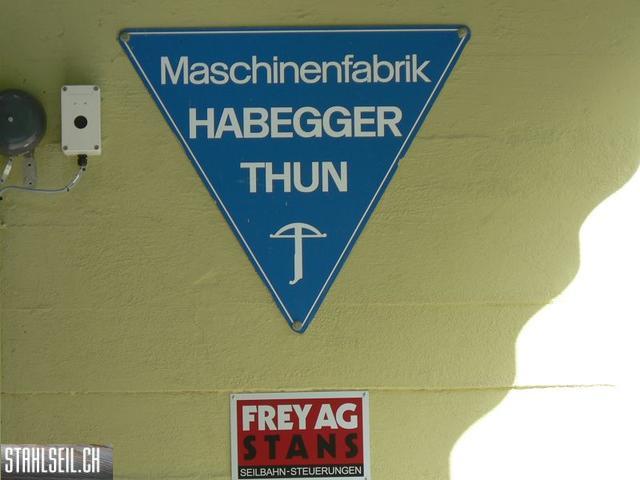 Maschinenfabrik
HABEGGER
THUN
FREY AG
STANS
SEILBAHN-STEUERUNGEN
STAHLSEIL.CH